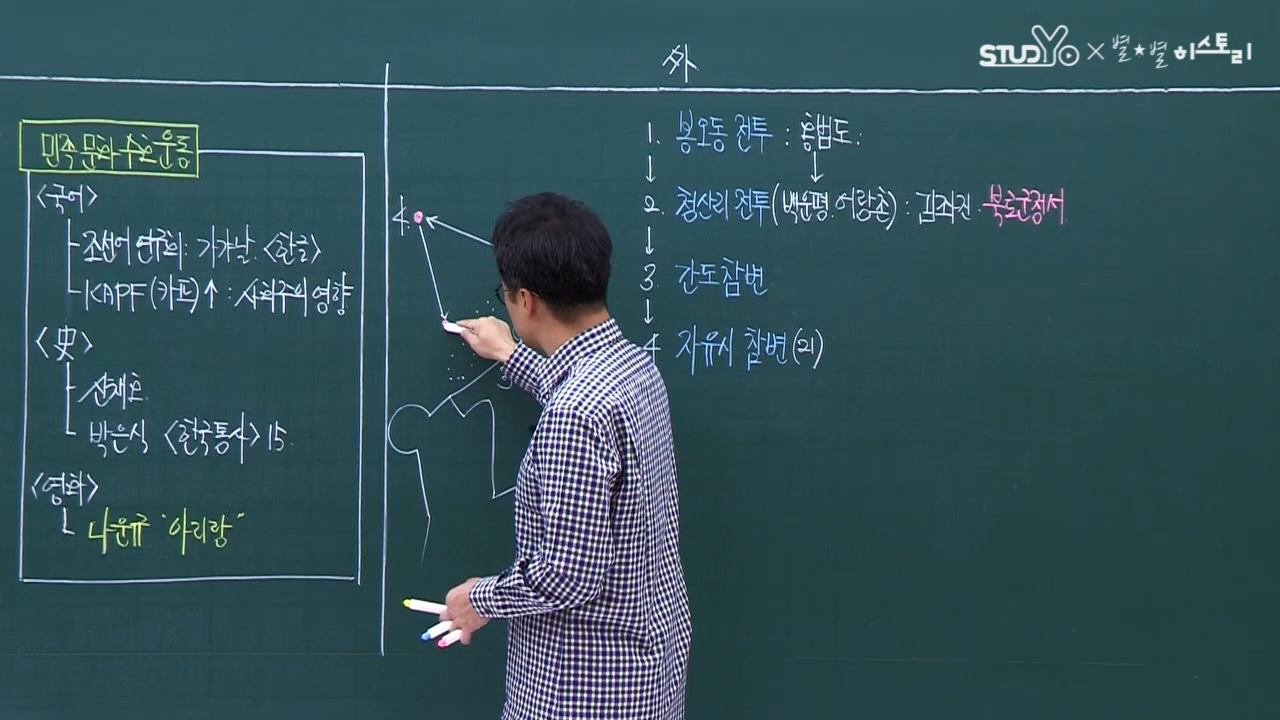 STUDYO × 별★별 히스토리
外
민족문화수호운동
<국어>
조선어 연구회: 가갸날. <한글>
KAPF(카프)↑ : 사회주의 영향
<史>
신채호.
박은식 <한국통사> 15.
<영화>
나운규 "아리랑"
4.
3
1. 봉오동 전투 : 홍범도.
↓
2. 청산리 전투(백운평. 어랑촌) : 김좌진. 북로군정서
↓
3. 간도참변
↓
4 자유시 참변(21)